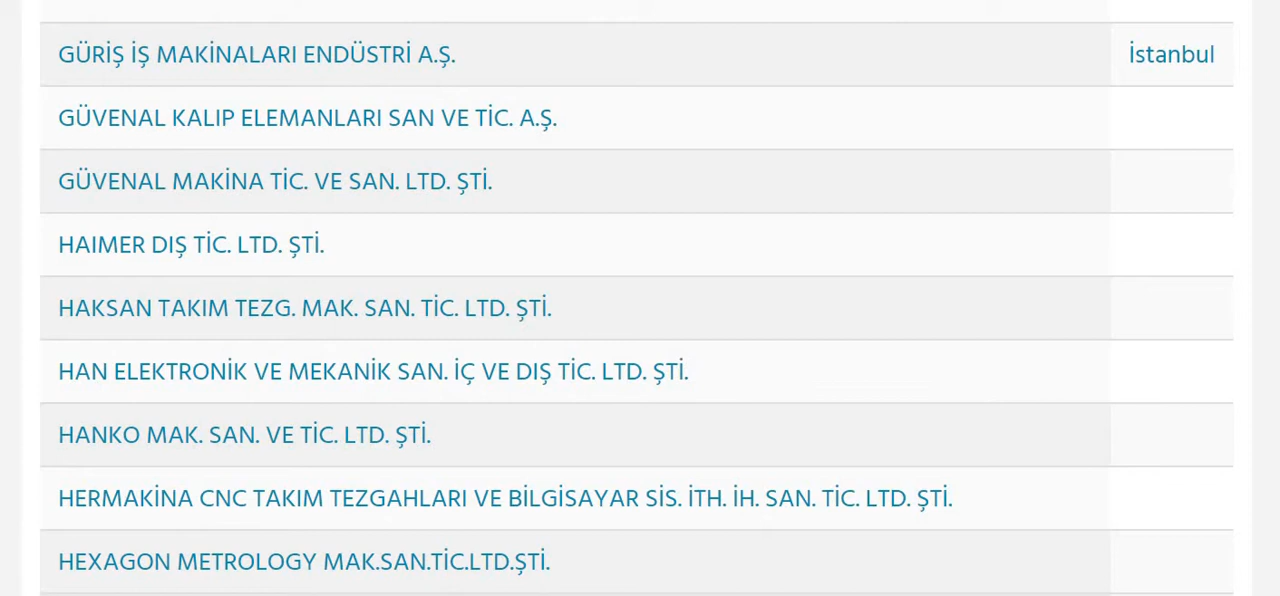 GÜRİŞ İŞ MAKİNALARI ENDÜSTRİ A.Ş. İstanbul
GÜVENAL KALIP ELEMANLARI SAN VE TİC. A.Ş.
GÜVENAL MAKİNA TİC. VE SAN. LTD. ŞTİ.
HAIMER DIŞ TİC. LTD. ŞTİ.
HAKSAN TAKIM TEZG. MAK. SAN. TİC. LTD. ŞTİ.
HAN ELEKTRONİK VE MEKANİK SAN. İÇ VE DIŞ TİC. LTD. ŞTİ.
HANKO MAK. SAN. VE TİC. LTD. ŞTİ.
HERMAKİNA CNC TAKIM TEZGAHLARI VE BİLGİSAYAR SİS. İTH. İH. SAN. TİC. LTD. ŞTİ.
HEXAGON METROLOGY MAK.SAN.TİC.LTD.ŞTİ.